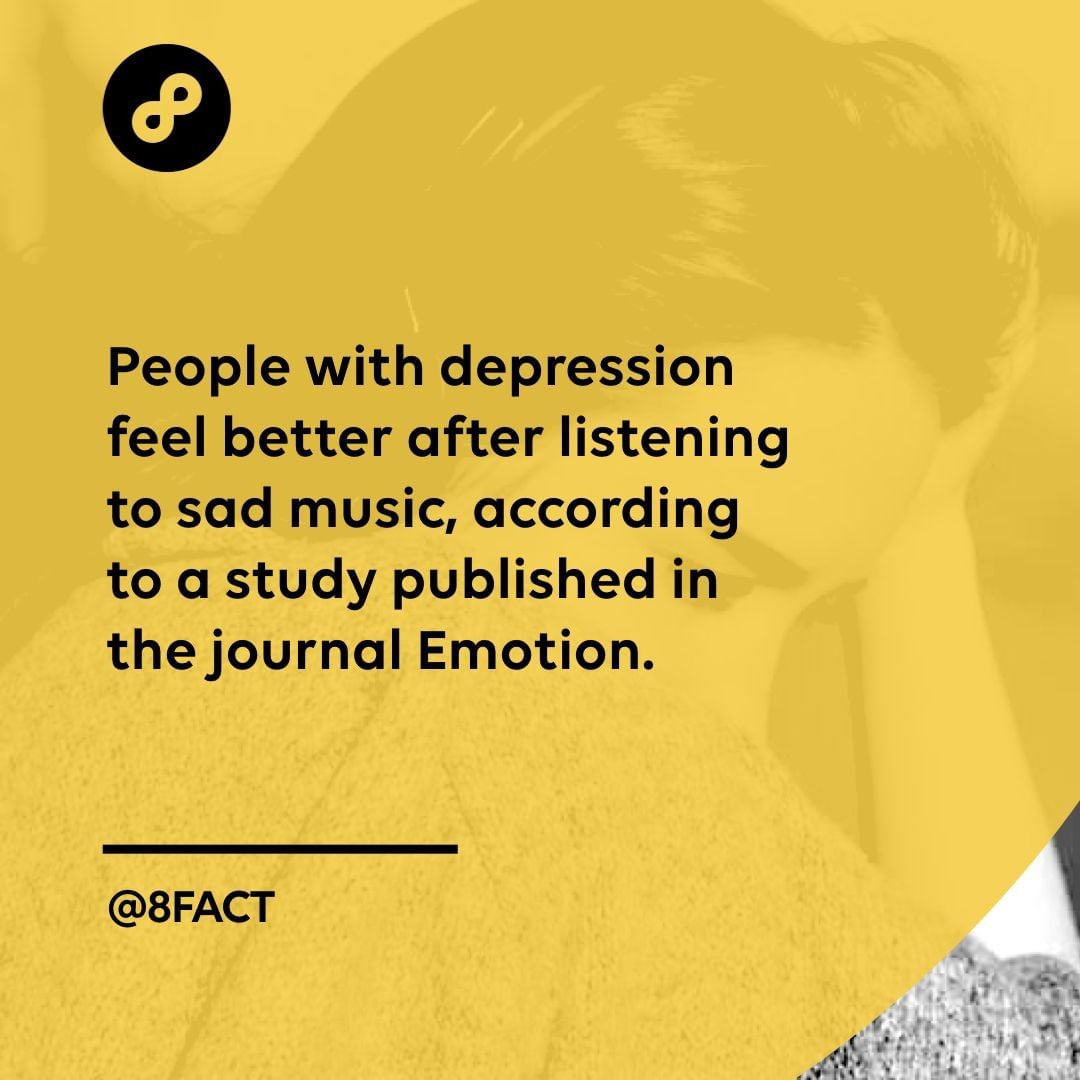 People with depression
feel better after listening
to sad music, according
to a study published in
the journal Emotion.
@8FACT